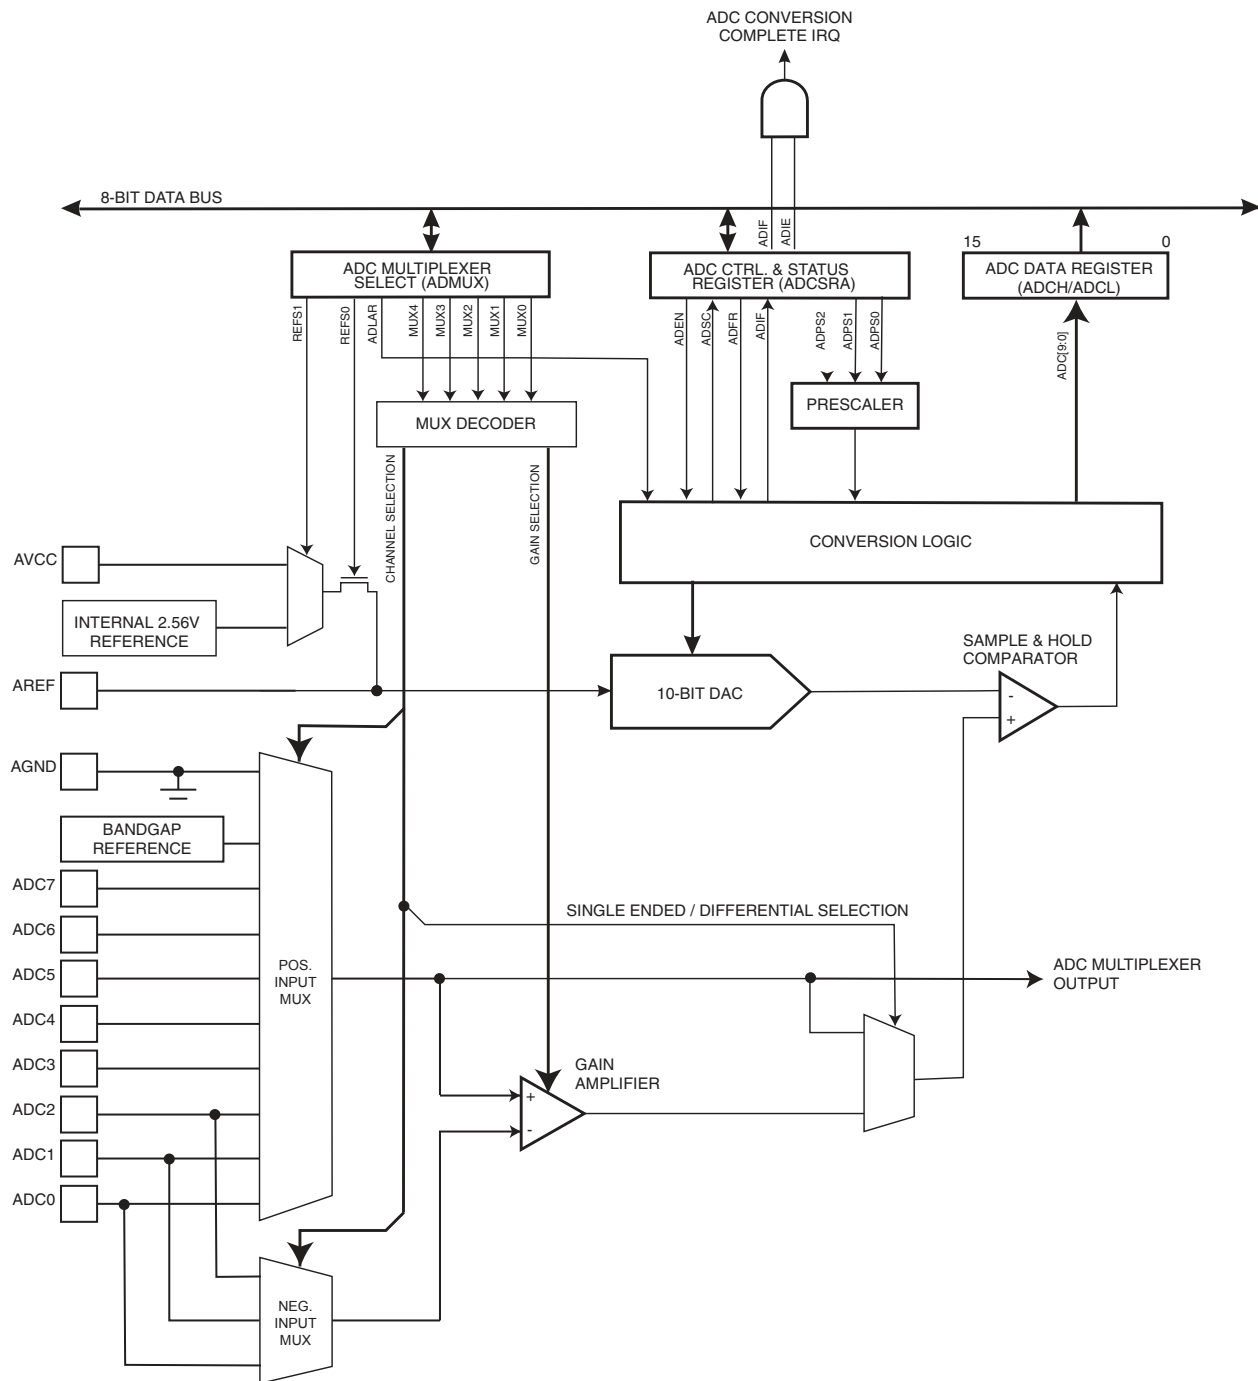 ADC CONVERSION
COMPLETE IRQ
8-BIT DATA BUS
ADIF
ADIE
15
0
ADC MULTIPLEXER
SELECT (ADMUX)
ADC CTRL. & STATUS
REGISTER (ADCSRA)
ADC DATA REGISTER
(ADCH/ADCL)
REFS1
REFS0
ADLAR
MUX4
MUX3
MUX2
MUX1
MUX0
ADEN
ADSC
ADFR
ADIF
ADPS2
ADPS1
ADPS0
ADC[9:0]
MUX DECODER
PRESCALER
CHANNEL SELECTION
GAIN SELECTION
CONVERSION LOGIC
AVCC
INTERNAL 2.56V
REFERENCE
SAMPLE & HOLD
COMPARATOR
AREF
10-BIT DAC
-
+
AGND
BANDGAP
REFERENCE
ADC7
SINGLE ENDED / DIFFERENTIAL SELECTION
ADC6
ADC5
POS.
INPUT
MUX
ADC MULTIPLEXER
OUTPUT
ADC4
ADC3
GAIN
AMPLIFIER
+
-
ADC2
ADC1
ADC0
NEG.
INPUT
MUX